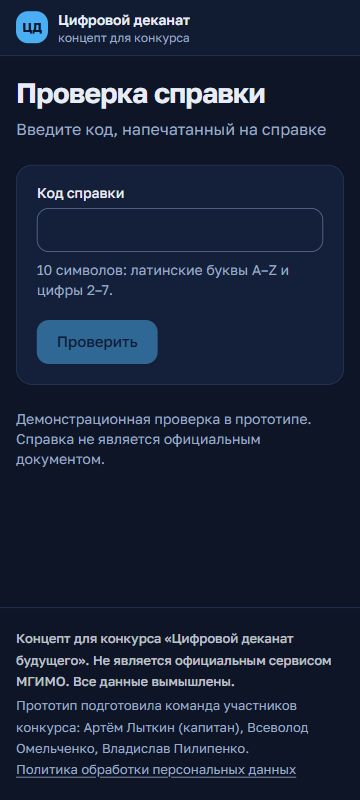 ЦД
Цифровой деканат
концепт для конкурса
Проверка справки
Введите код, напечатанный на справке
Код справки
10 символов: латинские буквы A–Z и
цифры 2–7.
Проверить
Демонстрационная проверка в прототипе.
Справка не является официальным
документом.
Концепт для конкурса «Цифровой деканат
будущего». Не является официальным сервисом
МГИМО. Все данные вымышлены.
Прототип подготовила команда участников
конкурса: Артём Лыткин (капитан), Всеволод
Омельченко, Владислав Пилипенко.
Политика обработки персональных данных